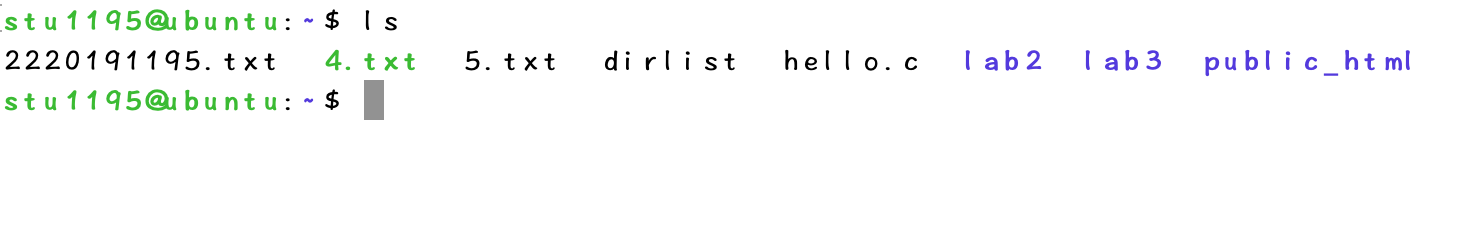 stu1195@ubuntu:~$ ls
2220191195.txt  4.txt  5.txt  dirlist  hello.c  lab2  lab3  public_html
stu1195@ubuntu:~$